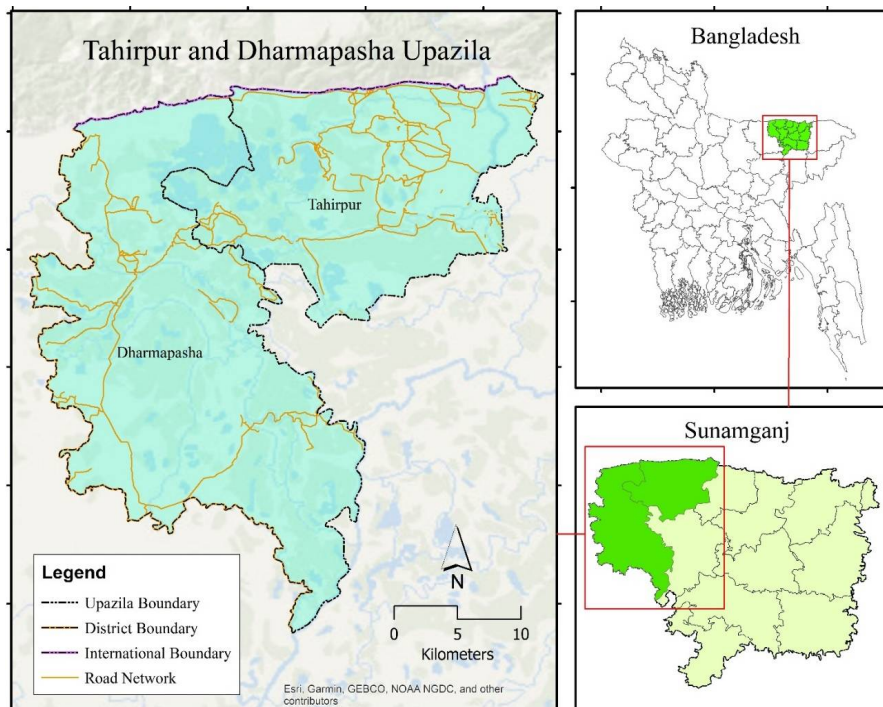 Tahirpur and Dharmapasha Upazila
Tahirpur
Dharmapasha
Legend
Upazila Boundary
District Boundary
International Boundary
Road Network
N
0 5 10
Kilometers
Esri, Garmin, GEBCO, NOAA NGDC, and other
contributors
Bangladesh
Sunamganj